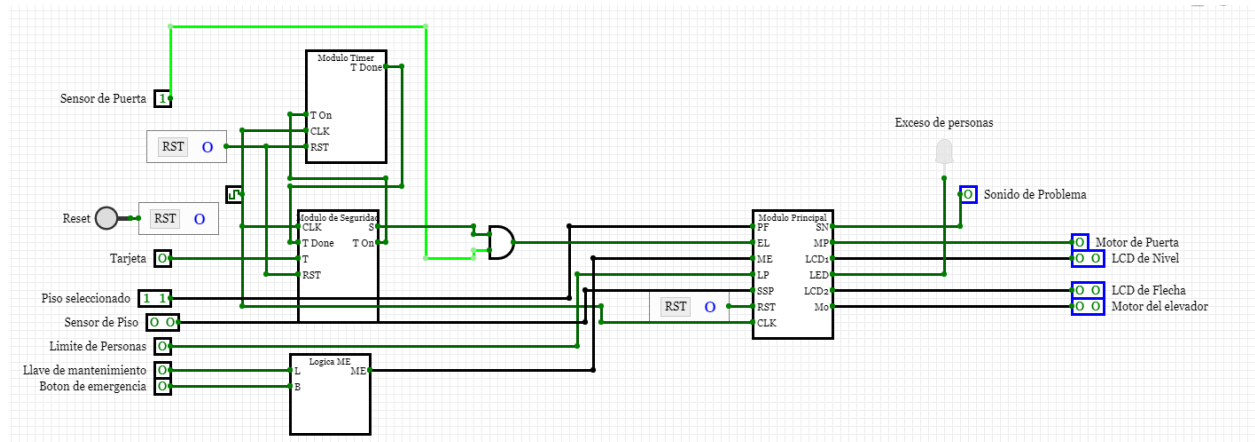 Modulo Timer
T Done
Sensor de Puerta 1
T On
CLK
RST
RST 0
Exceso de personas
0 Sonido de Problema
Reset RST 0
Modulo de Seguridad
CLK S
T Done T On
T
RST
Tarjeta 0
Modulo Principal
PF SN
EL MP
ME LCD1
LP LED
SSP LCD2
RST Mo
CLK
0 Motor de Puerta
0 0 LCD de Nivel
0 0 LCD de Flecha
0 0 Motor del elevador
Piso seleccionado 1 1
RST 0
Sensor de Piso 0 0
Limite de Personas 0
Llave de mantenimiento 0
Boton de emergencia 0
Logica ME
L ME
B